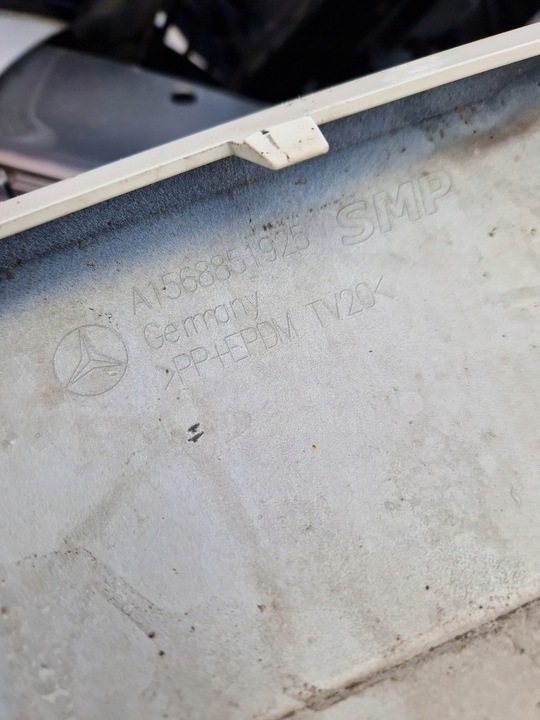 A1568851925
SMP
Germany
>PP+EPDM TV20<